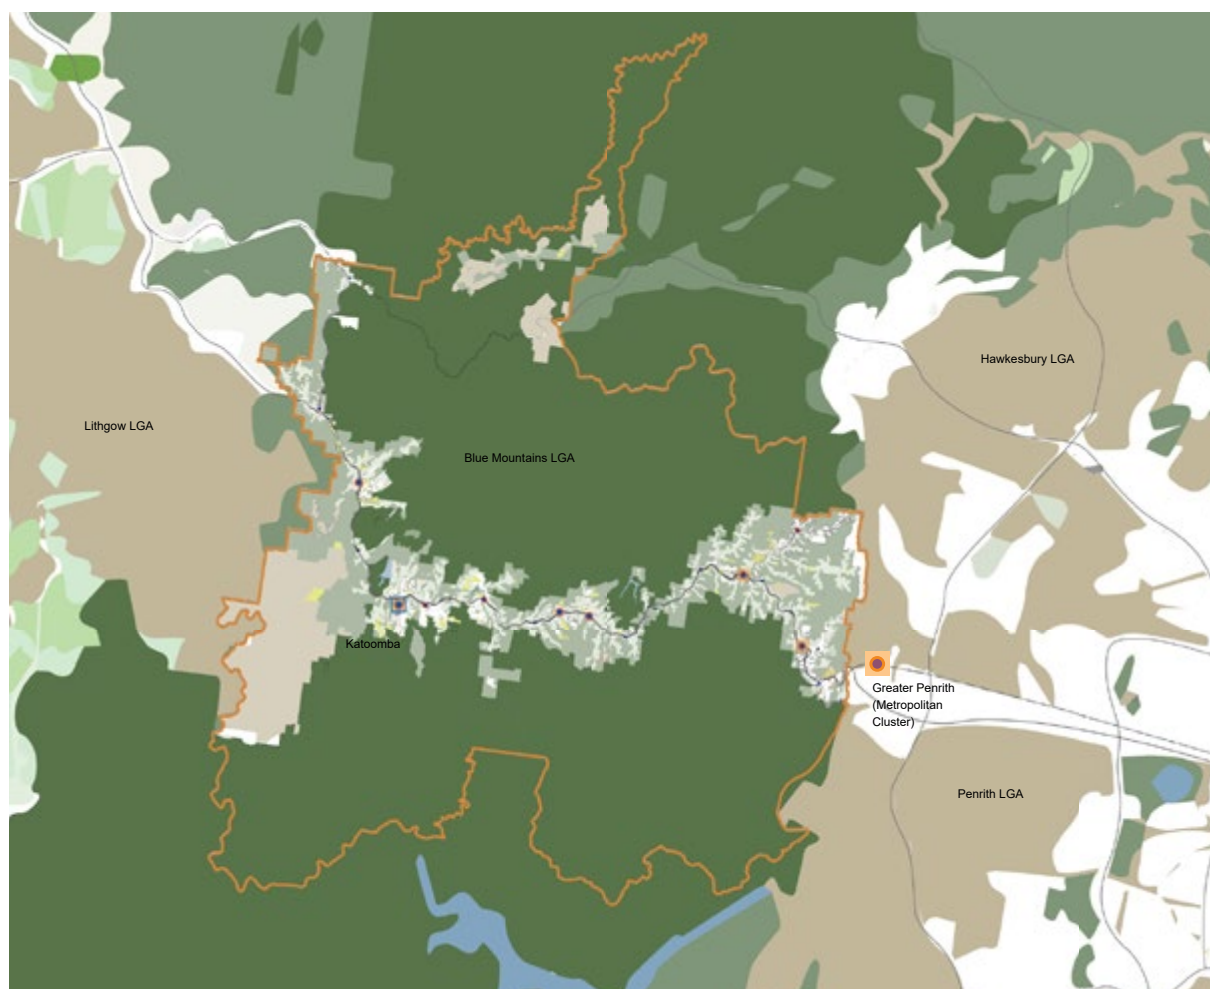 Hawkesbury LGA
Lithgow LGA
Blue Mountains LGA
Katoomba
Greater Penrith
(Metropolitan
Cluster)
Penrith LGA